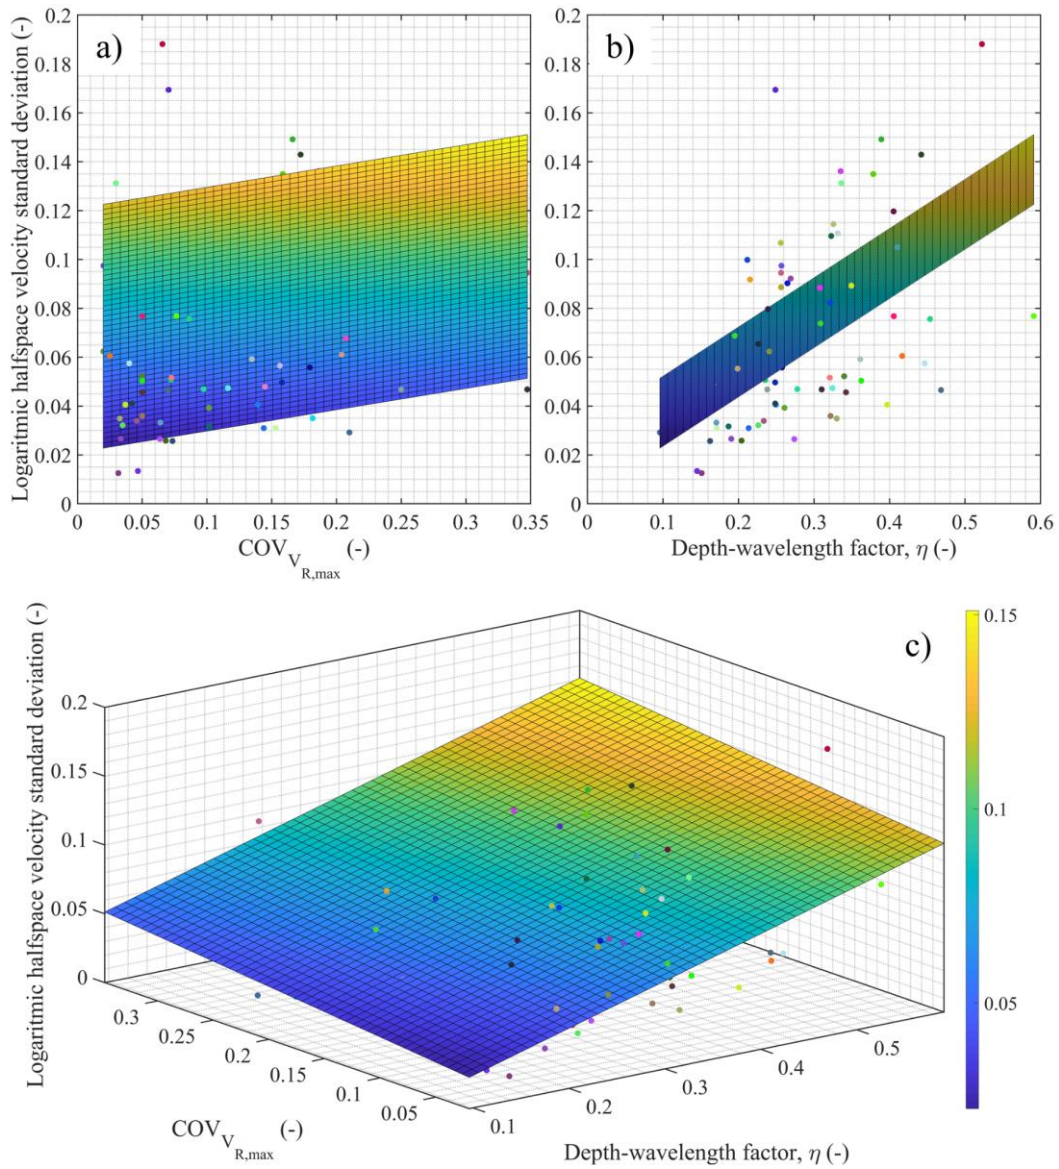 a)
Logaritmic halfspace velocity standard deviation (-)
0.2
0.18
0.16
0.14
0.12
0.1
0.08
0.06
0.04
0.02
0
0 0.05 0.1 0.15 0.2 0.25 0.3 0.35
COV V R,max (-)
b)
0.2
0.18
0.16
0.14
0.12
0.1
0.08
0.06
0.04
0.02
0
0 0.1 0.2 0.3 0.4 0.5 0.6
Depth-wavelength factor, η (-)
c)
Logaritmic halfspace velocity standard deviation (-)
0.2
0.15
0.1
0.05
0
0.3 0.25 0.2 0.15 0.1 0.05
COV V R,max (-)
0.1 0.2 0.3 0.4 0.5
Depth-wavelength factor, η (-)
0.15
0.1
0.05